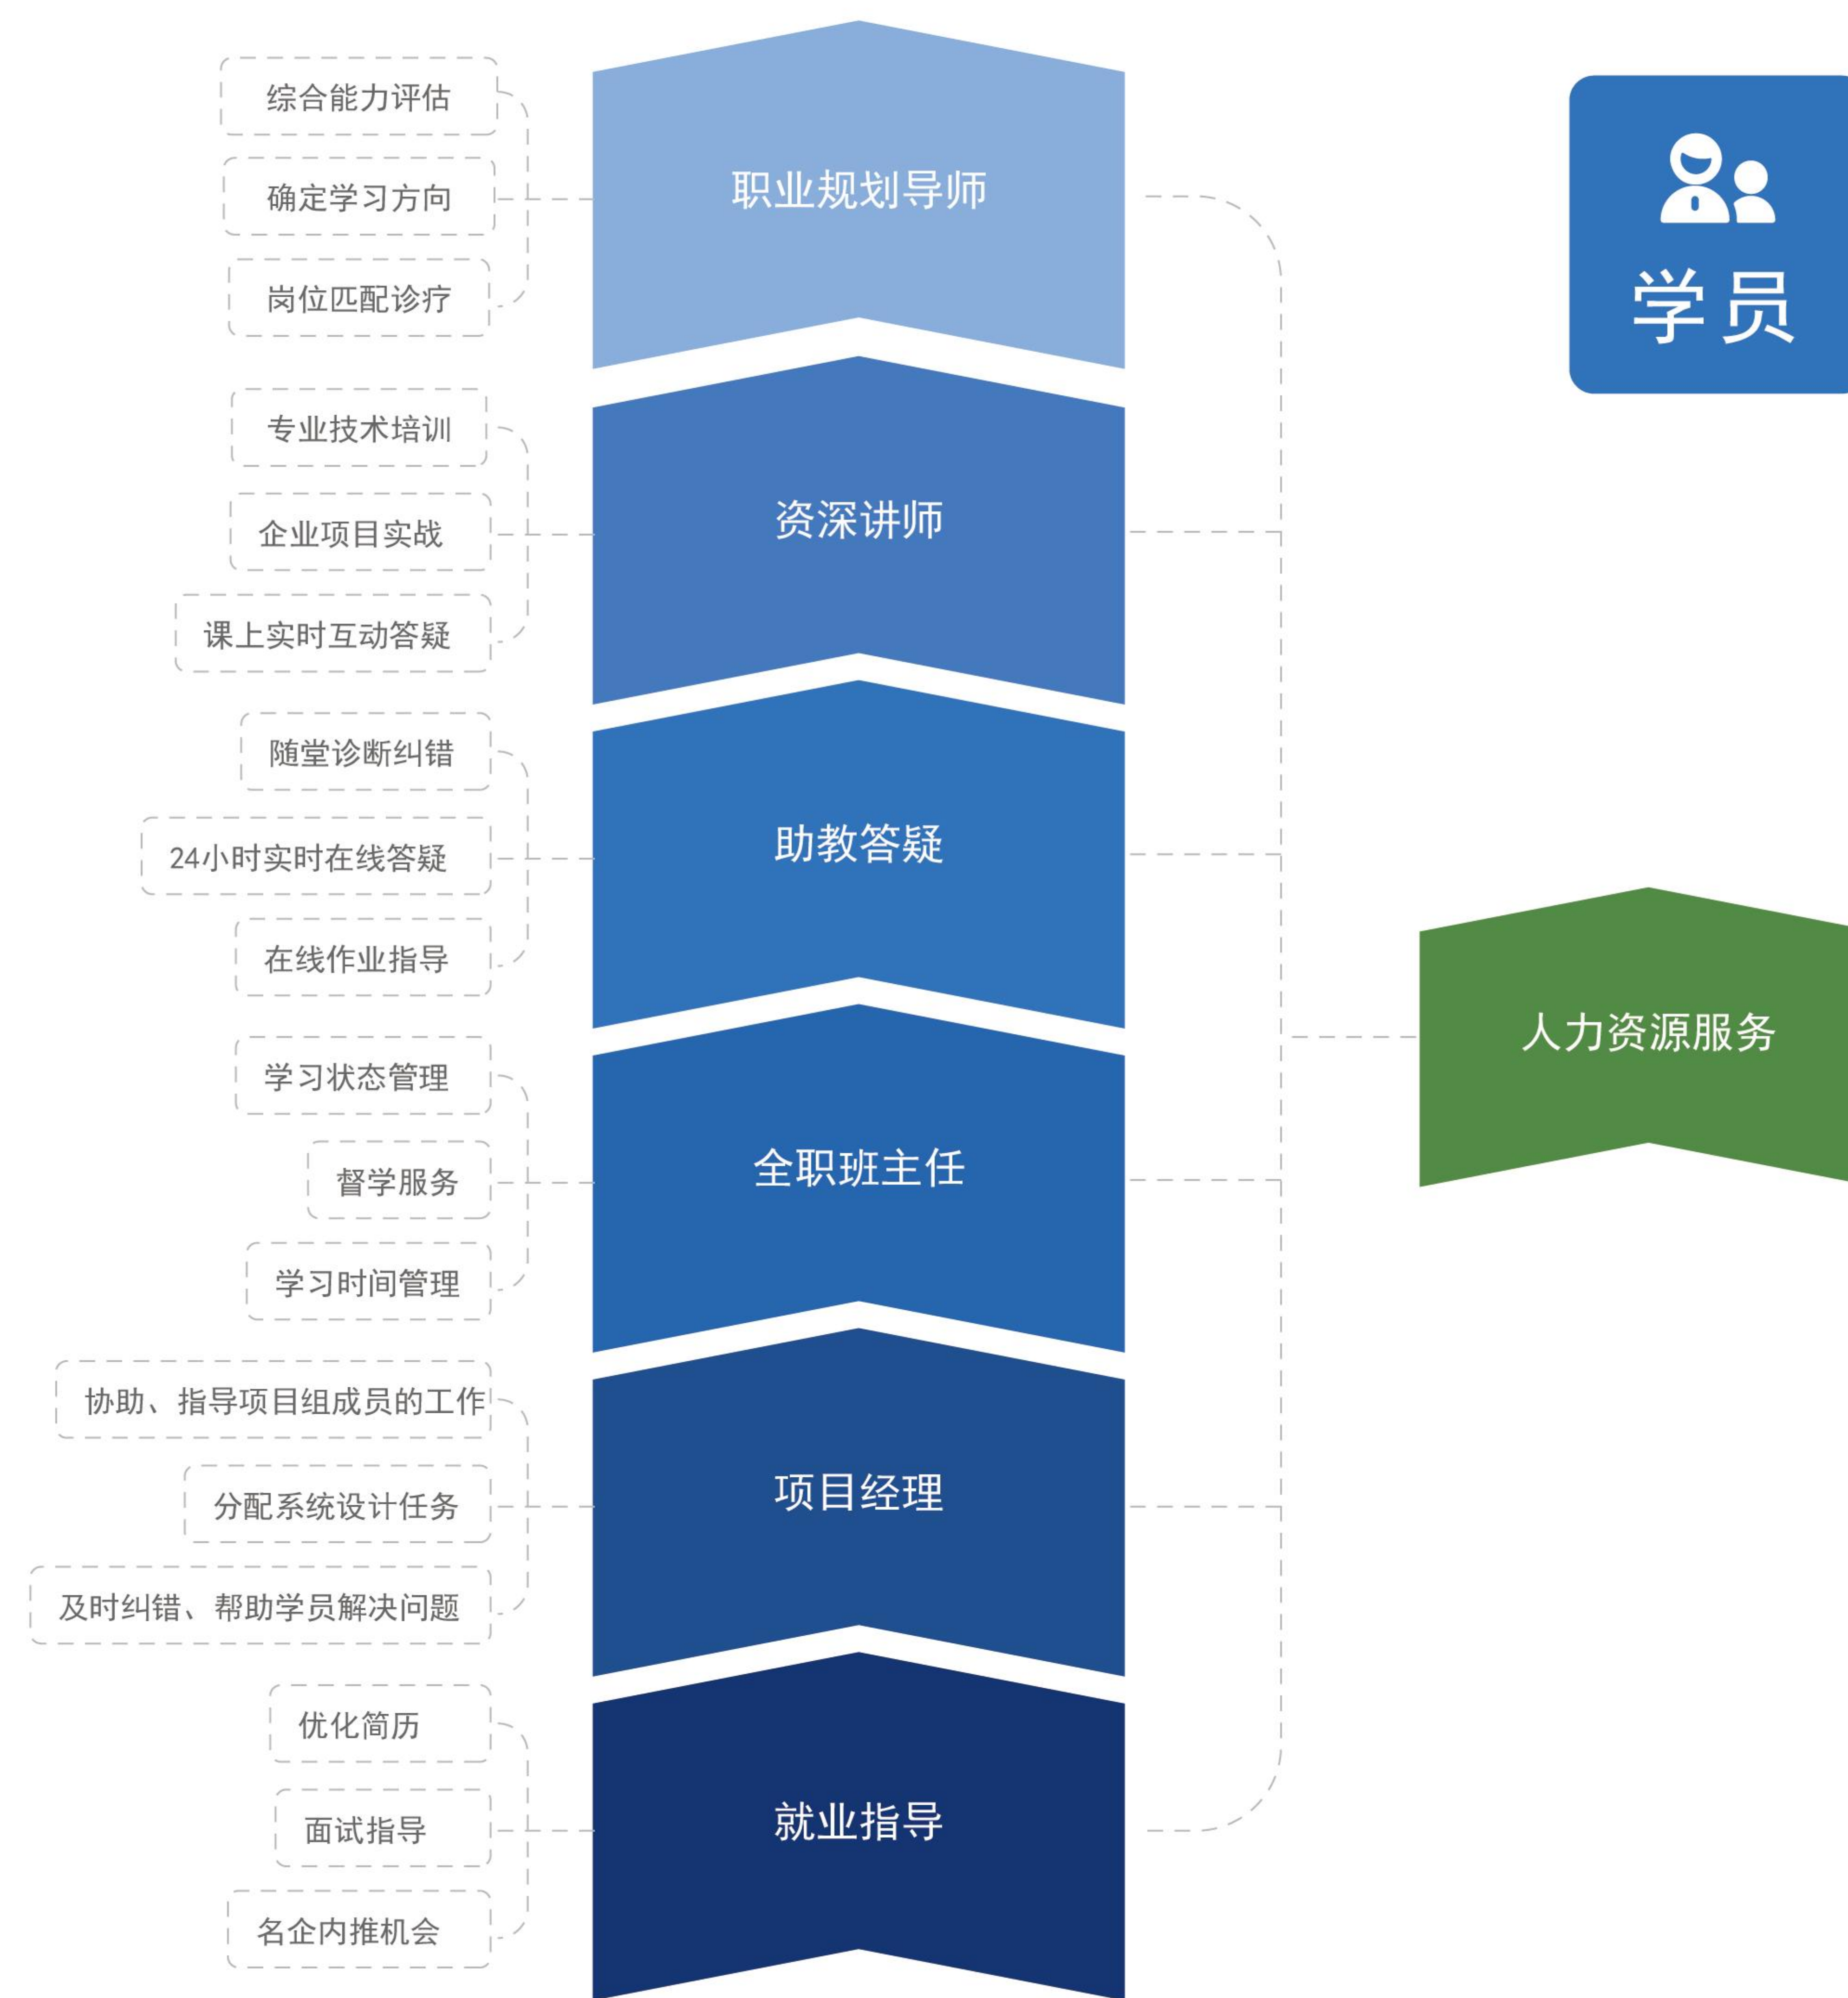 综合能力评估
确定学习方向
岗位匹配诊疗
职业规划导师
专业技术培训
企业项目实战
课上实时互动答疑
资深讲师
随堂诊断纠错
24小时实时在线答疑
在线作业指导
助教答疑
学习状态管理
督学服务
学习时间管理
全职班主任
协助、指导项目组成员的工作
分配系统设计任务
及时纠错、帮助学员解决问题
项目经理
优化简历
面试指导
名企内推机会
就业指导
学员
人力资源服务